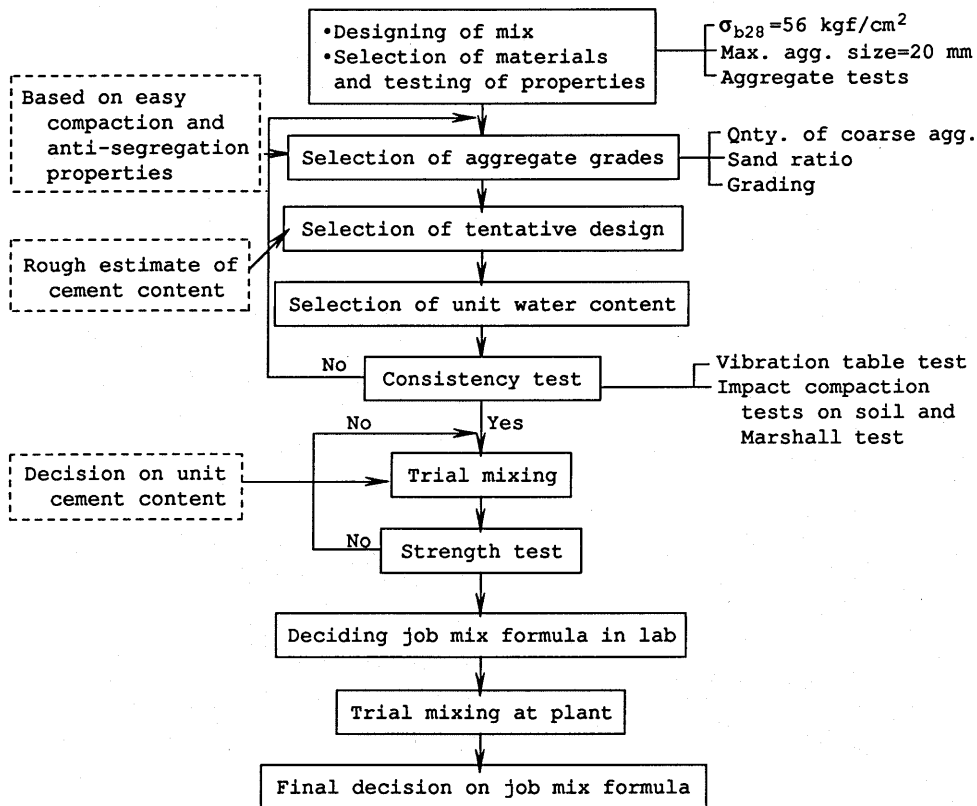 •Designing of mix
•Selection of materials
and testing of properties
σb28=56 kgf/cm²
Max. agg. size=20 mm
Aggregate tests
Based on easy
compaction and
anti-segregation
properties
Selection of aggregate grades
Qnty. of coarse agg.
Sand ratio
Grading
Selection of tentative design
Rough estimate of
cement content
Selection of unit water content
No
Consistency test
Vibration table test
Impact compaction
tests on soil and
Marshall test
No
Yes
Decision on unit
cement content
Trial mixing
No
Strength test
Deciding job mix formula in lab
Trial mixing at plant
Final decision on job mix formula